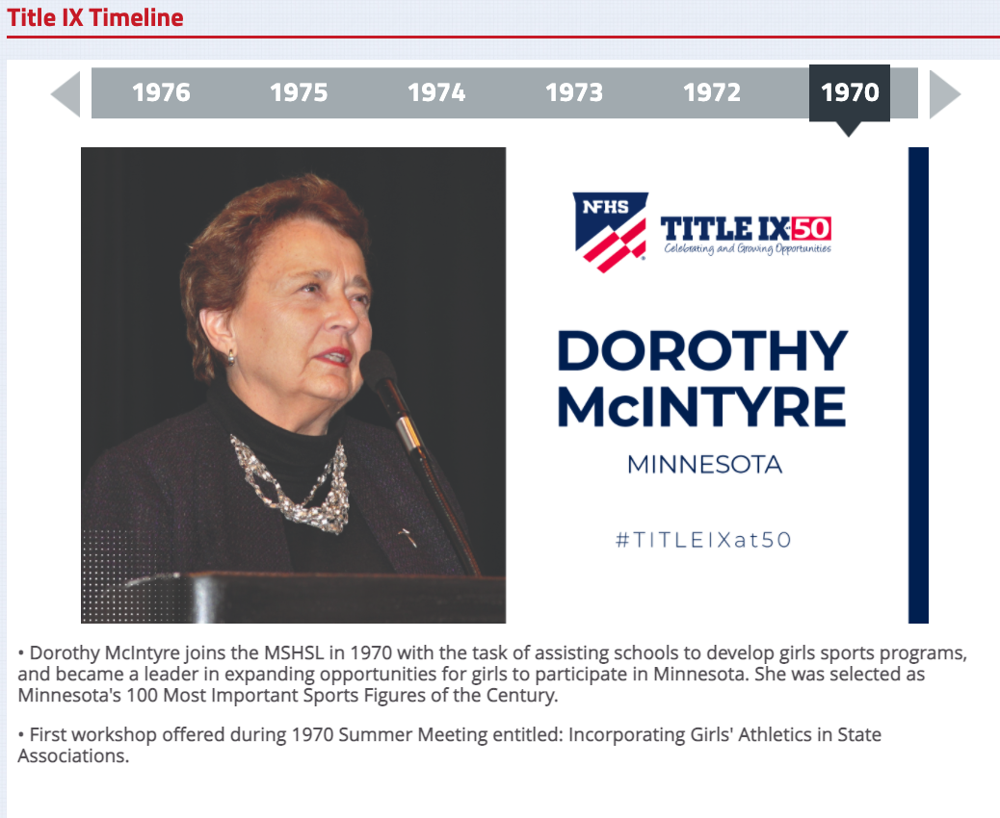 Title IX Timeline
1976 1975 1974 1973 1972 1970
NFHS
TITLE IX at 50
Celebrating and Growing Opportunities
DOROTHY
McINTYRE
MINNESOTA
#TITLEIXat50
• Dorothy McIntyre joins the MSHSL in 1970 with the task of assisting schools to develop girls sports programs,
and became a leader in expanding opportunities for girls to participate in Minnesota. She was selected as
Minnesota's 100 Most Important Sports Figures of the Century.
• First workshop offered during 1970 Summer Meeting entitled: Incorporating Girls' Athletics in State
Associations.